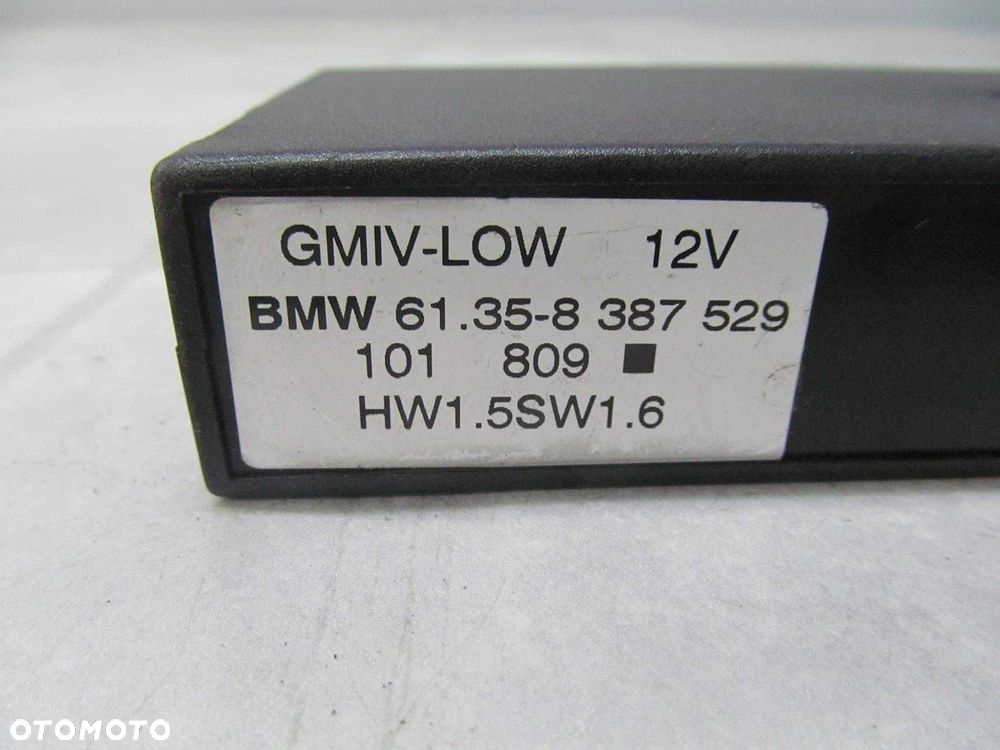 GMIV-LOW 12V
BMW 61.35-8 387 529
101 809 ■
HW1.5SW1.6
OTOMOTO